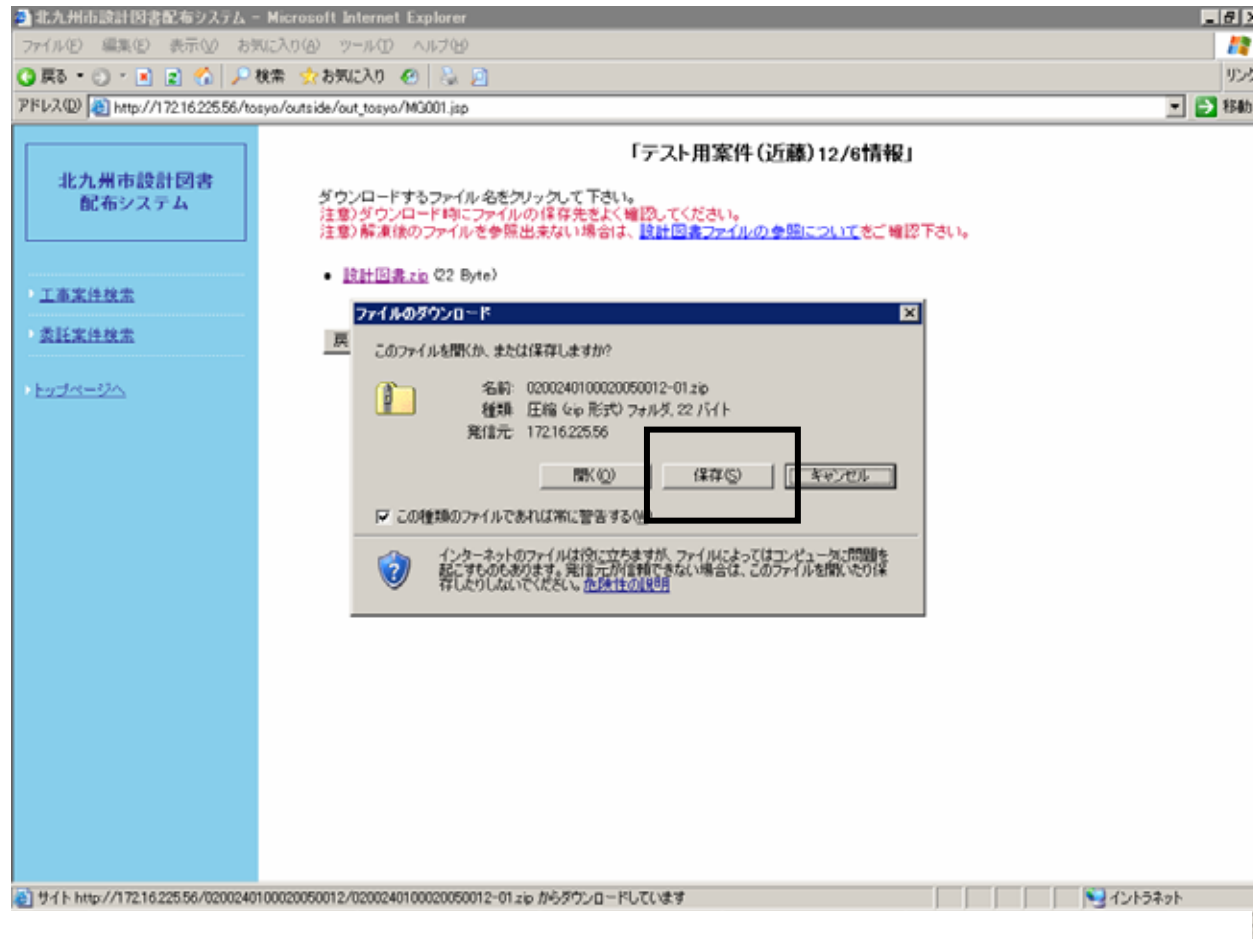 北九州市設計図書配布システム - Microsoft Internet Explorer
ファイル(F) 編集(E) 表示(V) お気に入り(A) ツール(T) ヘルプ(H)
戻る 検索 お気に入り リンク
アドレス(D) http://172.16.225.56/tosyo/outside/out_tosyo/MG001.jsp 移動
北九州市設計図書
配布システム
工事案件検索
委託案件検索
トップページへ
「テスト用案件(近藤)12/6情報」
ダウンロードするファイル名をクリックして下さい。
注意)ダウンロード時にファイルの保存先をよく確認してください。
注意)解凍後のファイルを参照出来ない場合は、設計図書ファイルの参照についてをご確認下さい。
設計図書.zip (22 Byte)
戻
ファイルのダウンロード
このファイルを開くか、または保存しますか?
名前: 0200240100020050012-01.zip
種類: 圧縮 (zip 形式) フォルダ, 22 バイト
発信元: 172.16.225.56
開く(O) 保存(S) キャンセル
この種類のファイルであれば常に警告する(W)
インターネットのファイルは役に立ちますが、ファイルによってはコンピュータに問題を
起こすものもあります。発信元が信頼できない場合は、このファイルを開いたり保
存したりしないでください。危険性の説明
サイト http://172.16.225.56/0200240100020050012/0200240100020050012-01.zip からダウンロードしています イントラネット